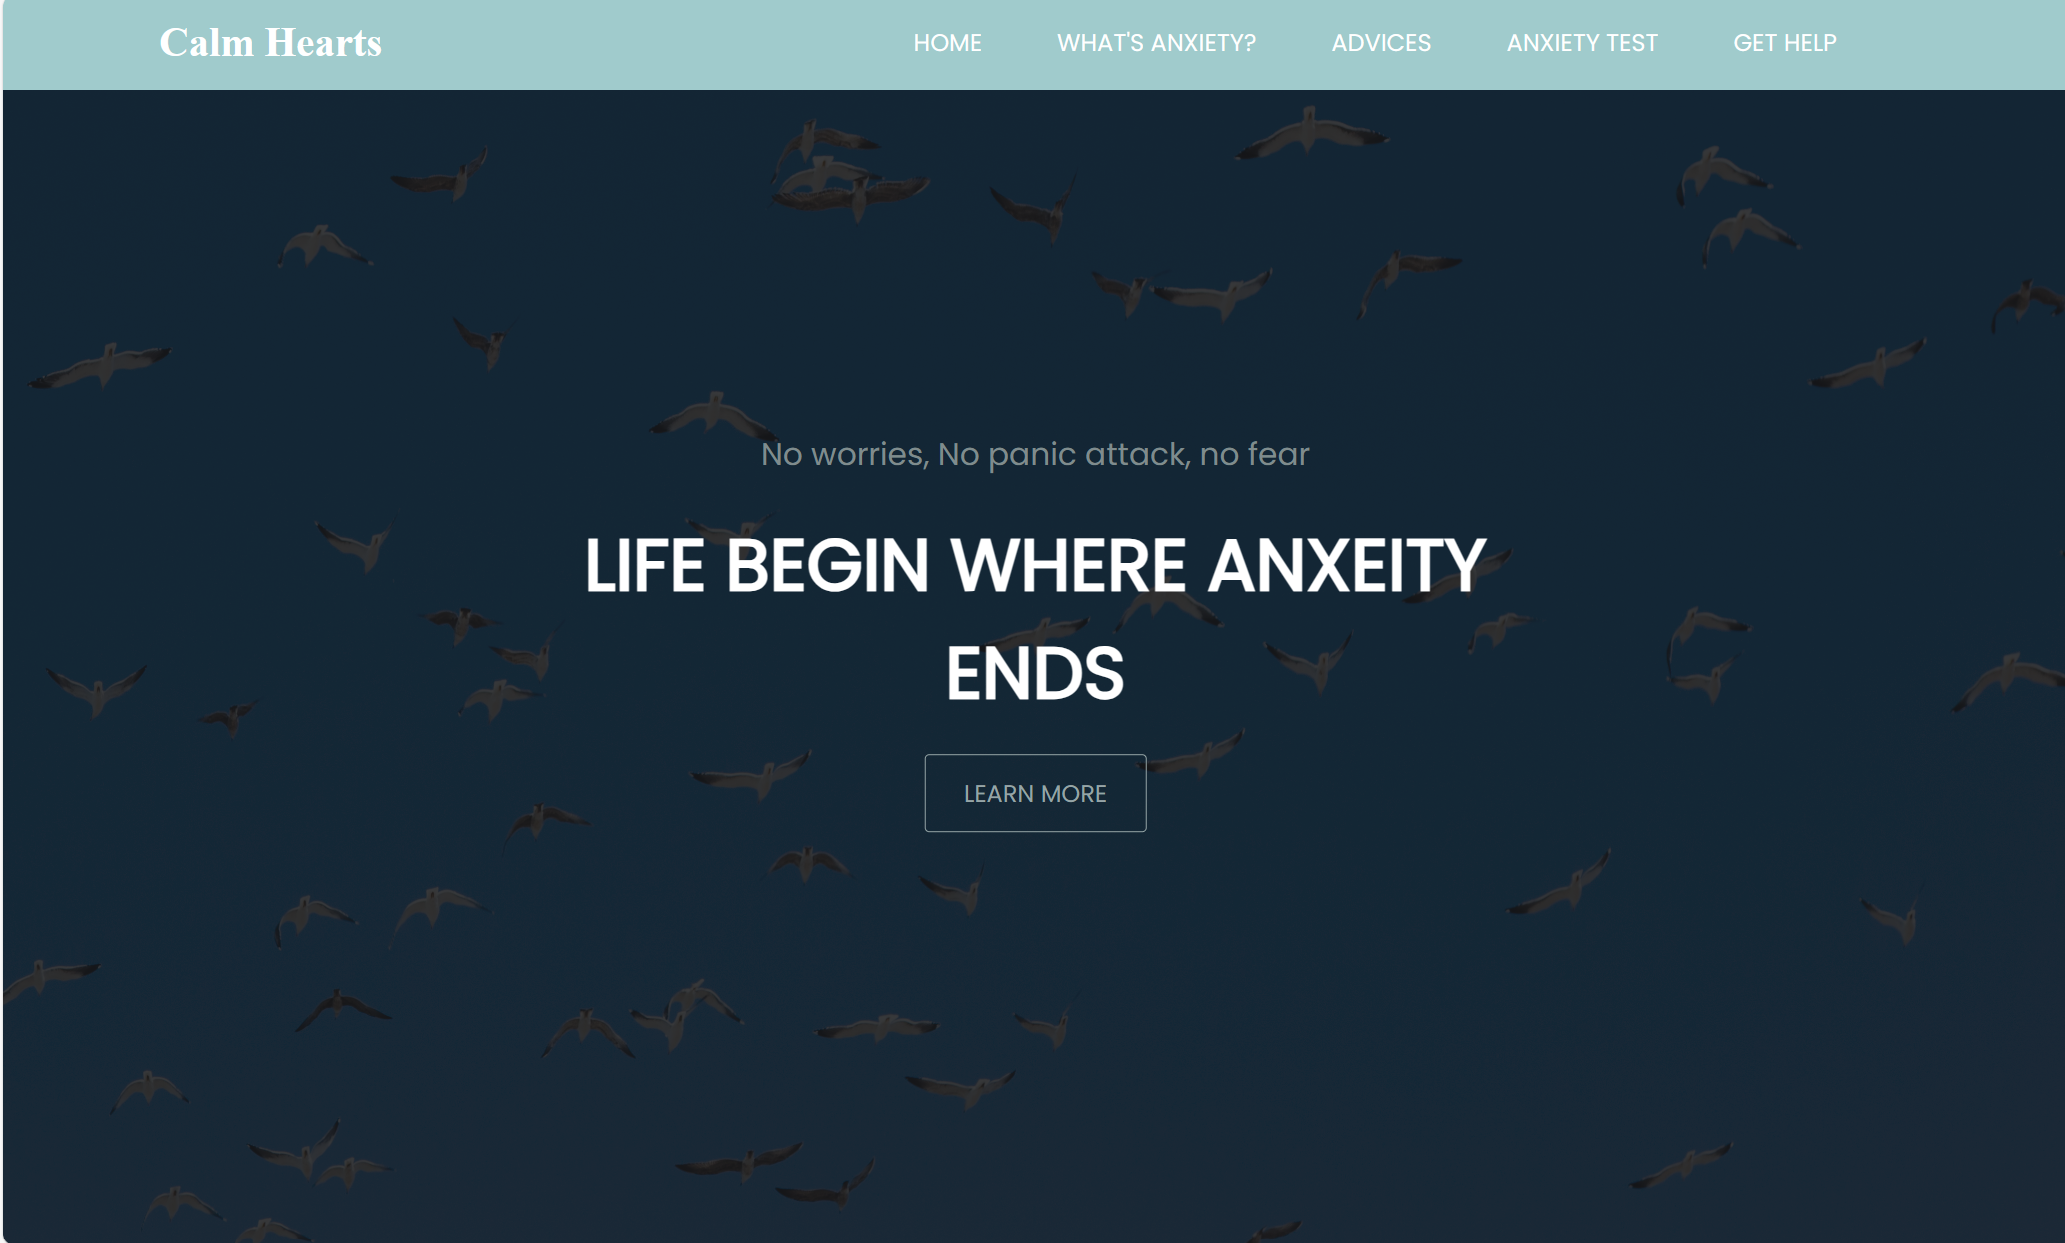 Calm Hearts
HOME WHAT'S ANXIETY? ADVICES ANXIETY TEST GET HELP
No worries, No panic attack, no fear
LIFE BEGIN WHERE ANXEITY
ENDS
LEARN MORE